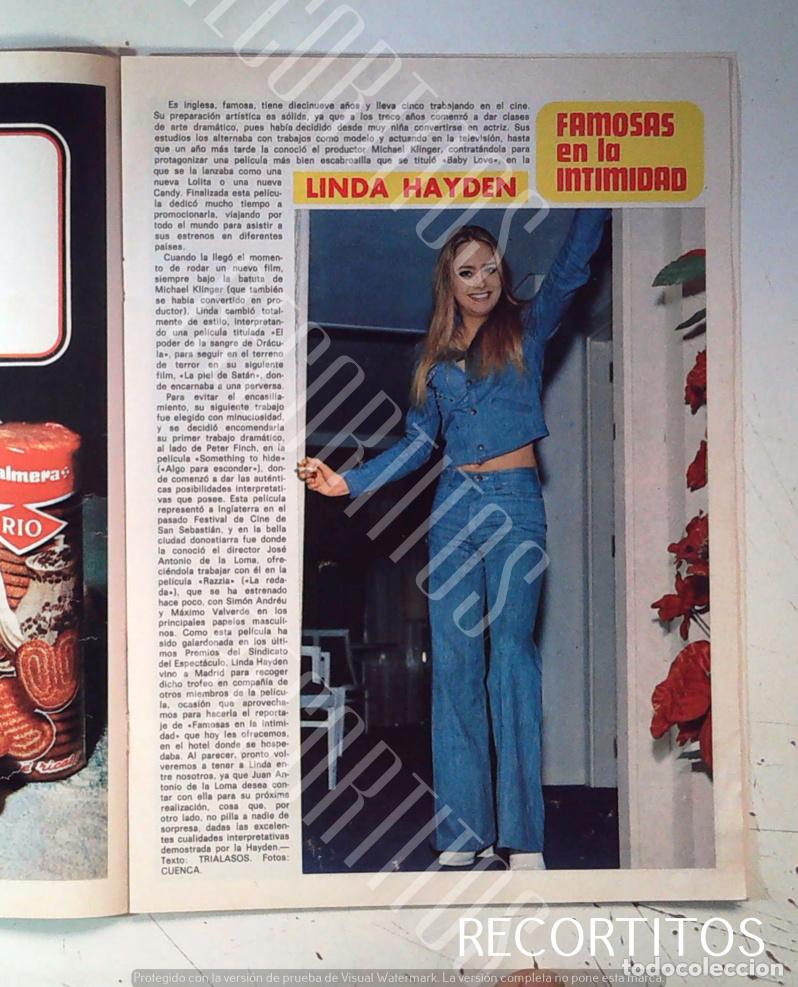 Es inglesa, famosa, tiene diecinueve años y lleva cinco trabajando en el cine.
Su preparación artística es sólida, ya que a los trece años comenzó a dar clases
de arte dramático, pues había decidido desde muy niña convertirse en actriz. Sus
estudios los alternaba con trabajos como modelo y actuando en la televisión, hasta
que un año más tarde la conoció el productor Michael Klinger, contratándola para
protagonizar una película más bien escabrosilla que se tituló «Baby Love», en la
que se la lanzaba como una
nueva Lolita o una nueva
Candy. Finalizada esta pelícu-
la dedicó mucho tiempo a
promocionarla, viajando por
todo el mundo para asistir a
sus estrenos en diferentes
países.
Cuando la llegó el momen-
to de rodar un nuevo film,
siempre bajo la batuta de
Michael Klinger (que también
se había convertido en pro-
ductor), Linda cambió total-
mente de estilo, interpretan-
do una película titulada «El
poder de la sangre de Drácu-
la», para seguir en el terreno
de terror en su siguiente
film, «La piel de Satán», don-
de encarnaba a una perversa.
Para evitar el encasilla-
miento, su siguiente trabajo
fue elegido con minuciosidad,
y se decidió encomendarla
su primer trabajo dramático,
al lado de Peter Finch, en la
película «Something to hide»
(«Algo para esconder»), don-
de comenzó a dar las auténti-
cas posibilidades interpretati-
vas que posee. Esta película
representó a Inglaterra en el
pasado Festival de Cine de
San Sebastián, y en la bella
ciudad donostiarra fue donde
la conoció el director José
Antonio de la Loma, ofre-
ciéndola trabajar con él en la
película «Razzia» («La reda-
da»), que se ha estrenado
hace poco, con Simón Andréu
y Máximo Valverde en los
principales papeles masculi-
nos. Como esta película ha
sido galardonada en los últi-
mos Premios del Sindicato
del Espectáculo, Linda Hayden
vino a Madrid para recoger
dicho trofeo en compañía de
otros miembros de la pelícu-
la, ocasión que aprovecha-
mos para hacerla el reporta-
je de «Famosas en la intimi-
dad» que hoy les ofrecemos,
en el hotel donde se hospe-
daba. Al parecer, pronto vol-
veremos a tener a Linda en-
tre nosotros, ya que Juan An-
tonio de la Loma desea con-
tar con ella para su próxima
realización, cosa que, por
otro lado, no pilla a nadie de
sorpresa, dadas las excelen-
tes cualidades interpretativas
demostrada por la Hayden.—
Texto: TRIALASOS. Fotos:
CUENCA.
FAMOSAS
en la
INTIMIDAD
LINDA HAYDEN
almera
RIO
RECORTITOS
RECORTITOS
RECORTITOS
RECORTITOS
todocoleccion
Protegido con la versión de prueba de Visual Watermark. La versión completa no pone esta marca.